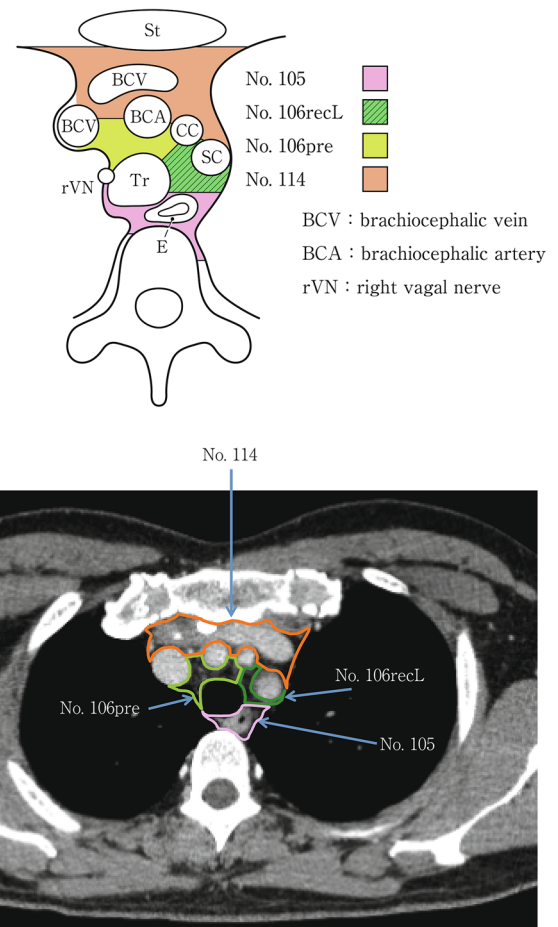 St
BCV
BCA
BCV
CC
SC
rVN
Tr
E
No. 105
No. 106recL
No. 106pre
No. 114
BCV：brachiocephalic vein
BCA：brachiocephalic artery
rVN：right vagal nerve
No. 114
No. 106recL
No. 106pre
No. 105